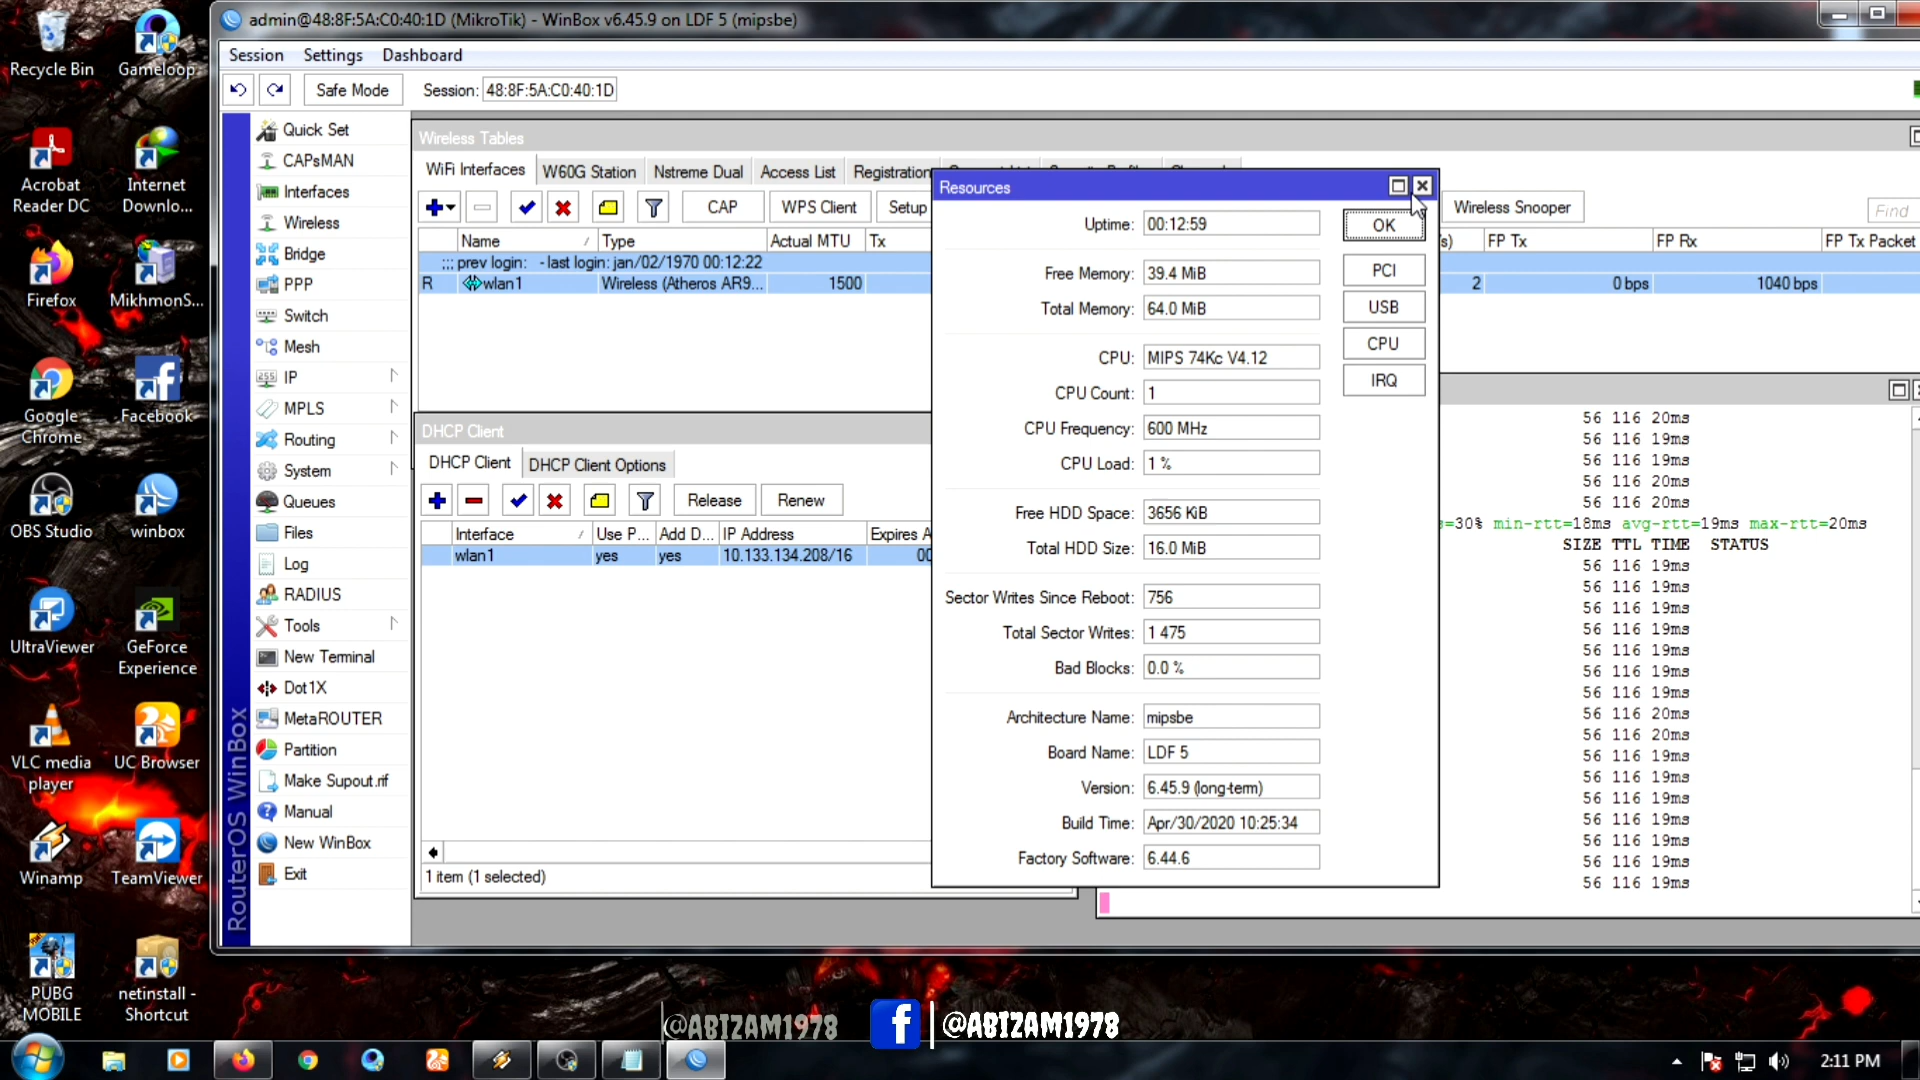 admin@48:8F:5A:C0:40:1D (MikroTik) - WinBox v6.45.9 on LDF 5 (mipsbe)
Session Settings Dashboard
Safe Mode Session: 48:8F:5A:C0:40:1D
Recycle Bin
Gameloop
Acrobat Reader DC
Internet Downlo...
Firefox
MikhmonS...
Google Chrome
Facebook
OBS Studio
winbox
UltraViewer
GeForce Experience
VLC media player
UC Browser
Winamp
TeamViewer
PUBG MOBILE
netinstall - Shortcut
RouterOS WinBox
Quick Set
CAPsMAN
Interfaces
Wireless
Bridge
PPP
Switch
Mesh
IP
MPLS
Routing
System
Queues
Files
Log
RADIUS
Tools
New Terminal
Dot1X
MetaROUTER
Partition
Make Supout.rif
Manual
New WinBox
Exit
Wireless Tables
WiFi Interfaces W60G Station Nstreme Dual Access List Registration
CAP WPS Client Setup Wireless Snooper Find
Name Type Actual MTU Tx FP Tx FP Rx FP Tx Packet
;;; prev login: - last login: jan/02/1970 00:12:22
R wlan1 Wireless (Atheros AR9... 1500 2 0 bps 1040 bps
DHCP Client
DHCP Client DHCP Client Options
Release Renew
Interface Use P... Add D... IP Address Expires A
wlan1 yes yes 10.133.134.208/16 00
1 item (1 selected)
Resources
Uptime: 00:12:59 OK
Free Memory: 39.4 MiB PCI
Total Memory: 64.0 MiB USB
CPU: MIPS 74Kc V4.12 CPU
CPU Count: 1 IRQ
CPU Frequency: 600 MHz
CPU Load: 1 %
Free HDD Space: 3656 KiB
Total HDD Size: 16.0 MiB
Sector Writes Since Reboot: 756
Total Sector Writes: 1 475
Bad Blocks: 0.0 %
Architecture Name: mipsbe
Board Name: LDF 5
Version: 6.45.9 (long-term)
Build Time: Apr/30/2020 10:25:34
Factory Software: 6.44.6
56 116 20ms
56 116 19ms
56 116 19ms
56 116 20ms
56 116 20ms
=30% min-rtt=18ms avg-rtt=19ms max-rtt=20ms
SIZE TTL TIME STATUS
56 116 19ms
56 116 19ms
56 116 19ms
56 116 19ms
56 116 19ms
56 116 19ms
56 116 19ms
56 116 20ms
56 116 20ms
56 116 19ms
56 116 19ms
56 116 19ms
56 116 19ms
56 116 19ms
56 116 19ms
56 116 19ms
@ABIZAM1978 f @ABIZAM1978
2:11 PM